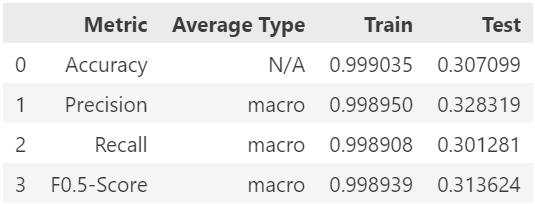 Metric Average Type Train Test
0 Accuracy N/A 0.999035 0.307099
1 Precision macro 0.998950 0.328319
2 Recall macro 0.998908 0.301281
3 F0.5-Score macro 0.998939 0.313624